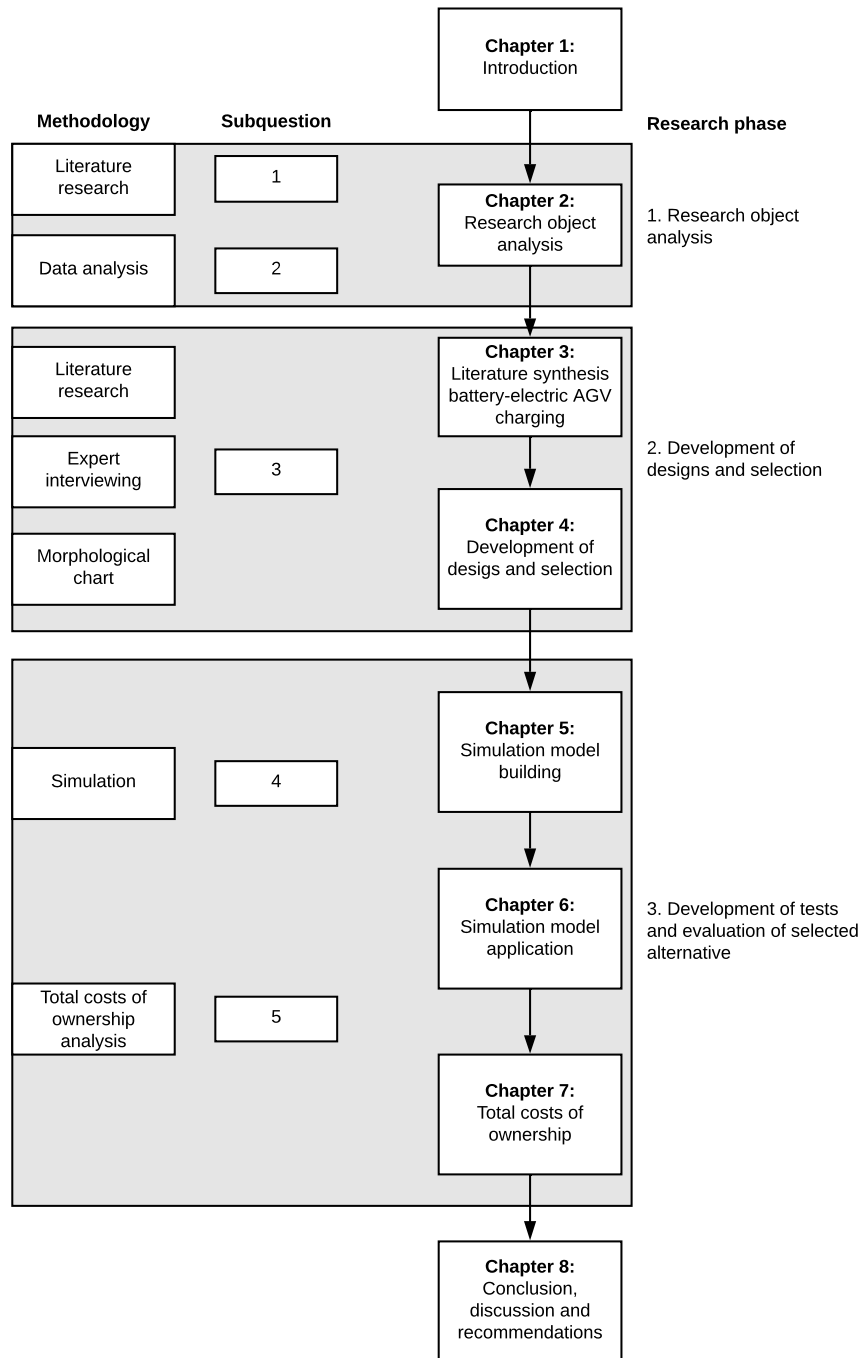 Chapter 1:
Introduction
Methodology
Subquestion
Research phase
Literature
research
1
Chapter 2:
Research object
analysis
1. Research object
analysis
Data analysis
2
Literature
research
Chapter 3:
Literature synthesis
battery-electric AGV
charging
Expert
interviewing
3
2. Development of
designs and selection
Morphological
chart
Chapter 4:
Development of
desigs and selection
Chapter 5:
Simulation model
building
Simulation
4
Chapter 6:
Simulation model
application
3. Development of tests
and evaluation of selected
alternative
Total costs of
ownership
analysis
5
Chapter 7:
Total costs of
ownership
Chapter 8:
Conclusion,
discussion and
recommendations